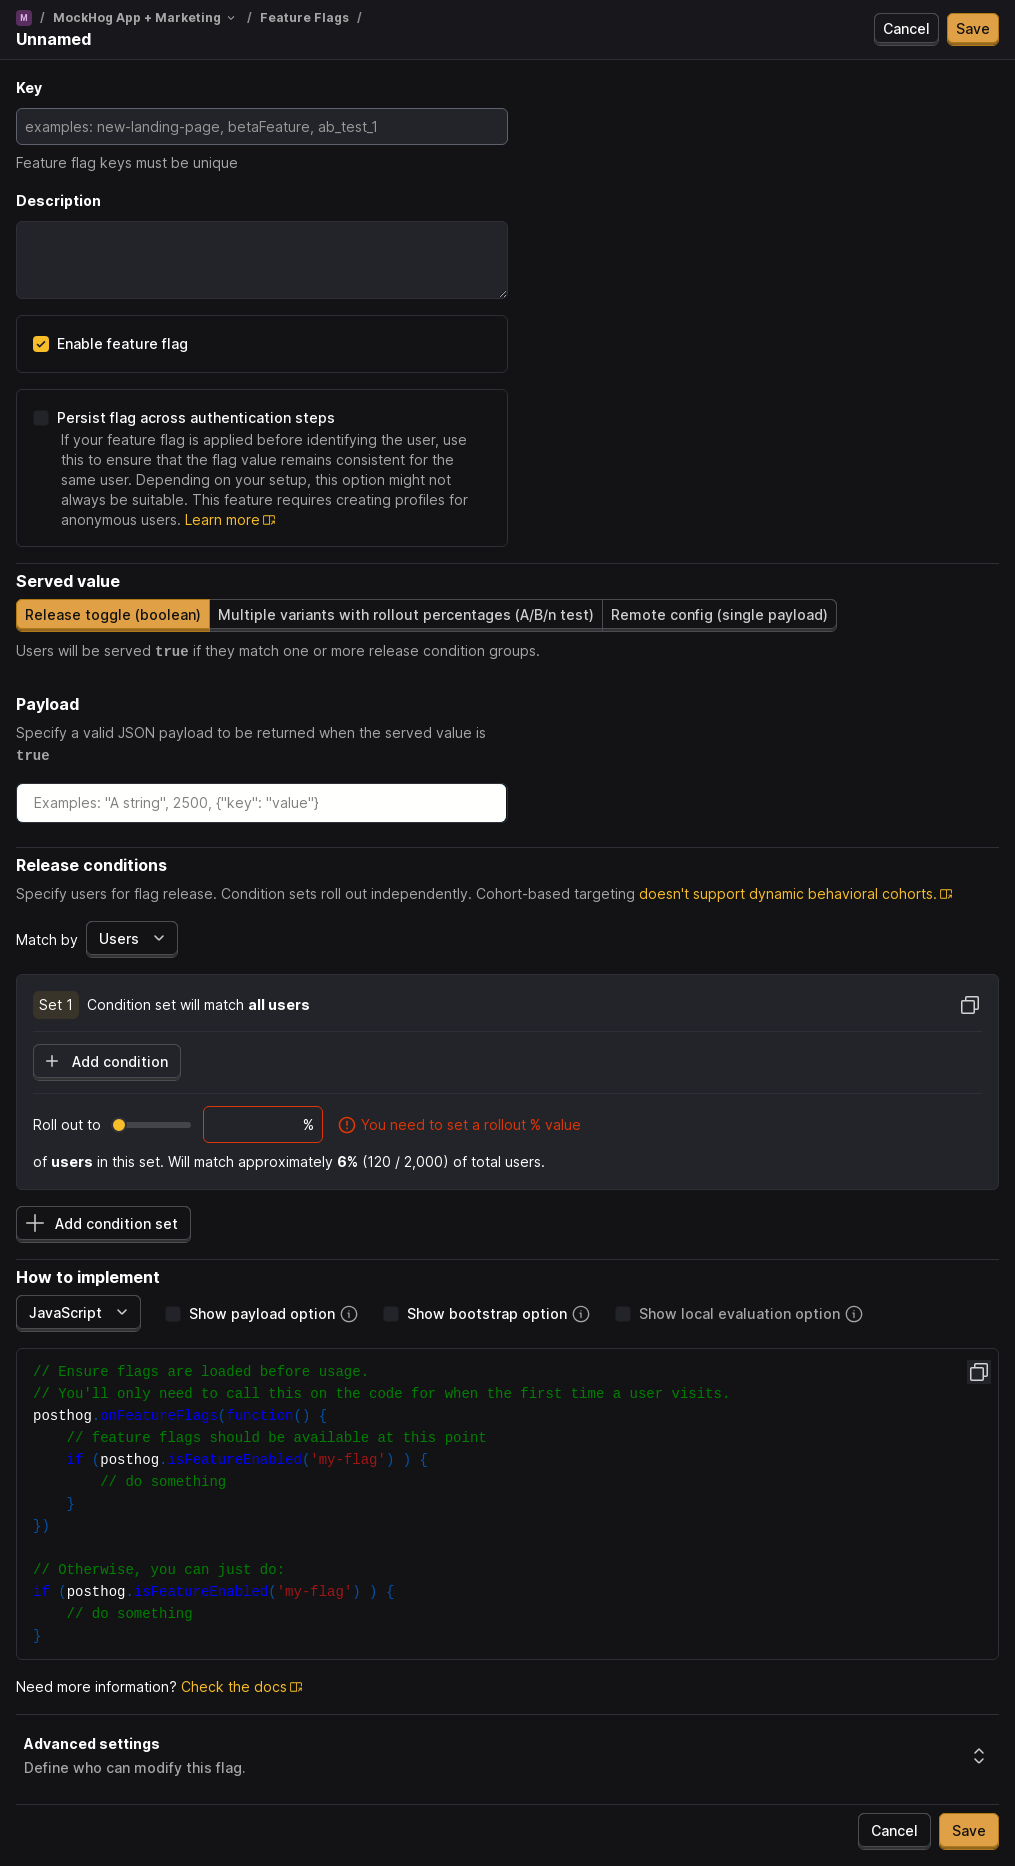 M / MockHog App + Marketing / Feature Flags /
Unnamed
Cancel Save
Key
examples: new-landing-page, betaFeature, ab_test_1
Feature flag keys must be unique
Description
Enable feature flag
Persist flag across authentication steps
If your feature flag is applied before identifying the user, use
this to ensure that the flag value remains consistent for the
same user. Depending on your setup, this option might not
always be suitable. This feature requires creating profiles for
anonymous users. Learn more
Served value
Release toggle (boolean) Multiple variants with rollout percentages (A/B/n test) Remote config (single payload)
Users will be served true if they match one or more release condition groups.
Payload
Specify a valid JSON payload to be returned when the served value is
true
Examples: "A string", 2500, {"key": "value"}
Release conditions
Specify users for flag release. Condition sets roll out independently. Cohort-based targeting doesn't support dynamic behavioral cohorts.
Match by Users
Set 1 Condition set will match all users
Add condition
Roll out to % You need to set a rollout % value
of users in this set. Will match approximately 6% (120 / 2,000) of total users.
Add condition set
How to implement
JavaScript Show payload option Show bootstrap option Show local evaluation option
// Ensure flags are loaded before usage.
// You'll only need to call this on the code for when the first time a user visits.
posthog.onFeatureFlags(function() {
    // feature flags should be available at this point
    if (posthog.isFeatureEnabled('my-flag') ) {
        // do something
    }
})
// Otherwise, you can just do:
if (posthog.isFeatureEnabled('my-flag') ) {
    // do something
}
Need more information? Check the docs
Advanced settings
Define who can modify this flag.
Cancel Save